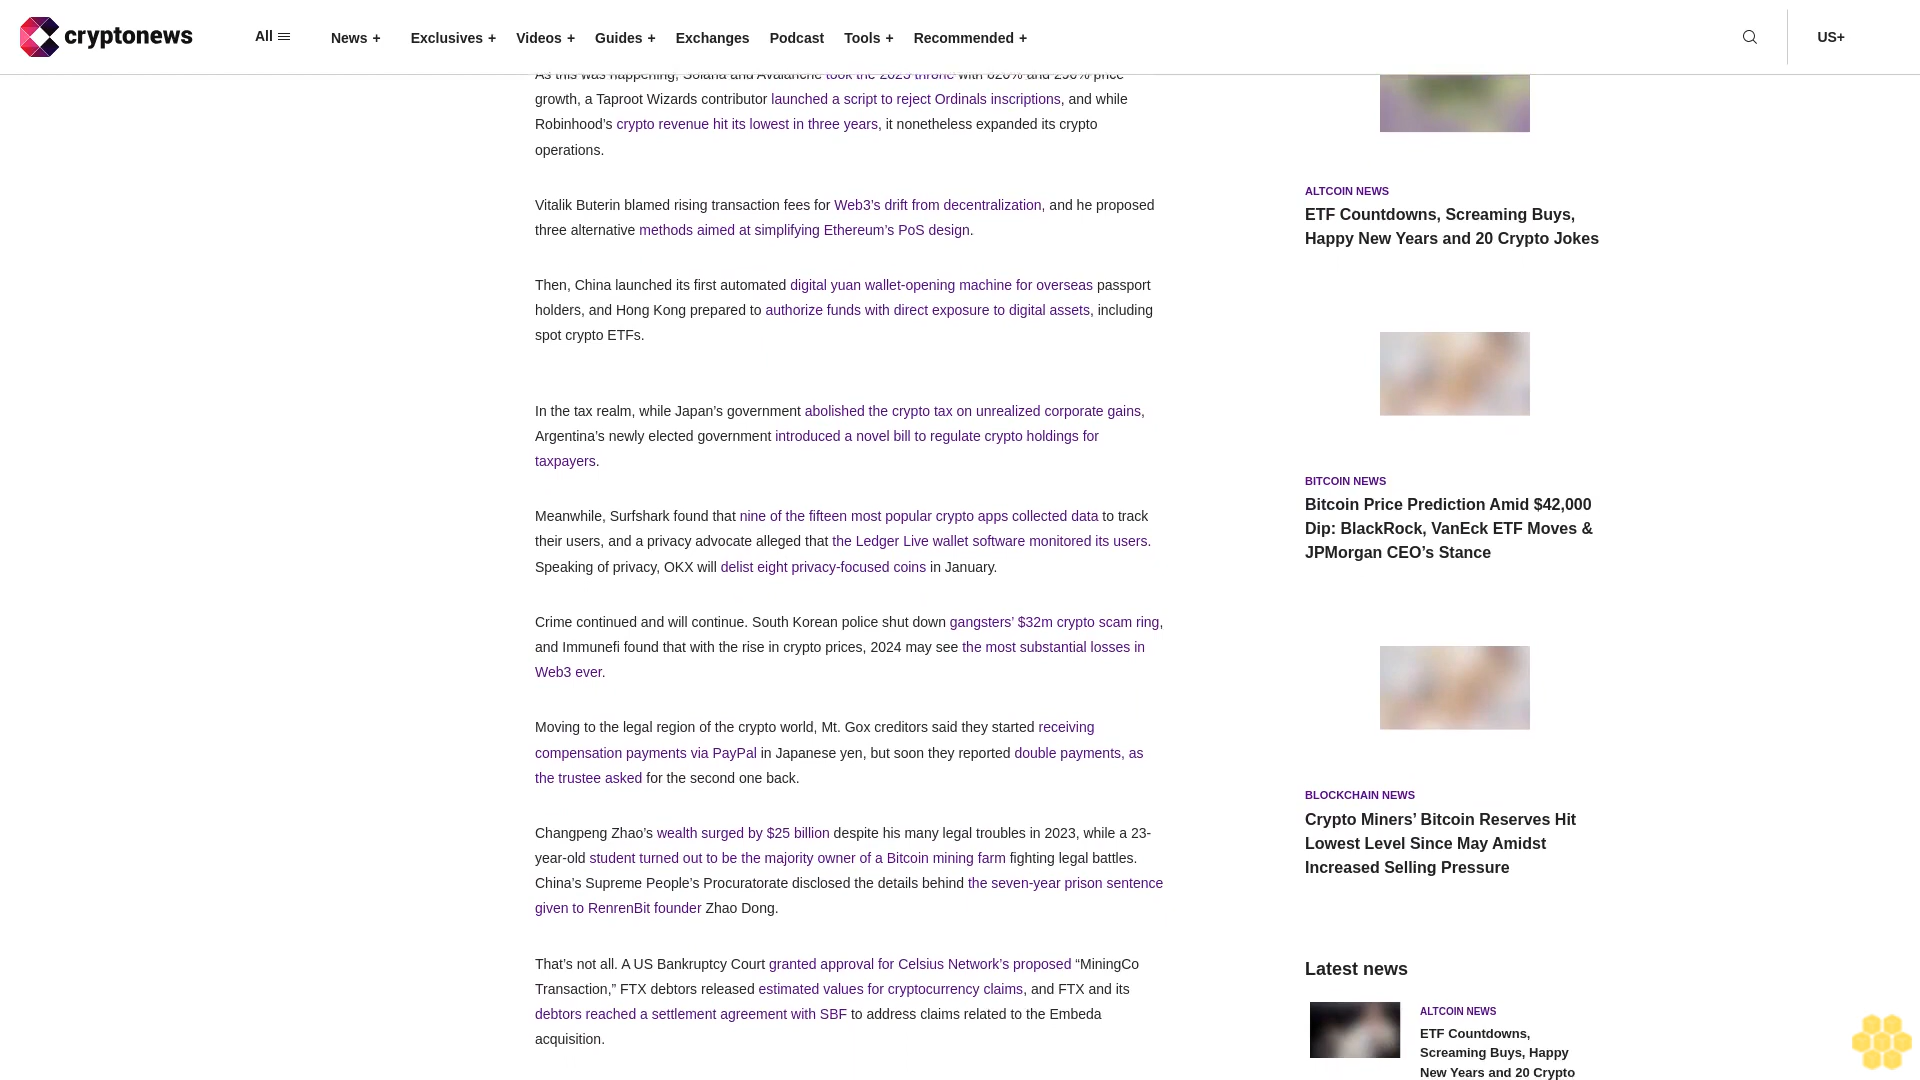 cryptonews
All
News +
Exclusives +
Videos +
Guides +
Exchanges
Podcast
Tools +
Recommended +
US+
As this was happening, Solana and Avalanche took the 2023 throne with 620% and 290% price
growth, a Taproot Wizards contributor launched a script to reject Ordinals inscriptions, and while
Robinhood’s crypto revenue hit its lowest in three years, it nonetheless expanded its crypto
operations.
Vitalik Buterin blamed rising transaction fees for Web3’s drift from decentralization, and he proposed
three alternative methods aimed at simplifying Ethereum’s PoS design.
Then, China launched its first automated digital yuan wallet-opening machine for overseas passport
holders, and Hong Kong prepared to authorize funds with direct exposure to digital assets, including
spot crypto ETFs.
In the tax realm, while Japan’s government abolished the crypto tax on unrealized corporate gains,
Argentina’s newly elected government introduced a novel bill to regulate crypto holdings for
taxpayers.
Meanwhile, Surfshark found that nine of the fifteen most popular crypto apps collected data to track
their users, and a privacy advocate alleged that the Ledger Live wallet software monitored its users.
Speaking of privacy, OKX will delist eight privacy-focused coins in January.
Crime continued and will continue. South Korean police shut down gangsters’ $32m crypto scam ring,
and Immunefi found that with the rise in crypto prices, 2024 may see the most substantial losses in
Web3 ever.
Moving to the legal region of the crypto world, Mt. Gox creditors said they started receiving
compensation payments via PayPal in Japanese yen, but soon they reported double payments, as
the trustee asked for the second one back.
Changpeng Zhao’s wealth surged by $25 billion despite his many legal troubles in 2023, while a 23-
year-old student turned out to be the majority owner of a Bitcoin mining farm fighting legal battles.
China’s Supreme People’s Procuratorate disclosed the details behind the seven-year prison sentence
given to RenrenBit founder Zhao Dong.
That’s not all. A US Bankruptcy Court granted approval for Celsius Network’s proposed “MiningCo
Transaction,” FTX debtors released estimated values for cryptocurrency claims, and FTX and its
debtors reached a settlement agreement with SBF to address claims related to the Embeda
acquisition.
ALTCOIN NEWS
ETF Countdowns, Screaming Buys,
Happy New Years and 20 Crypto Jokes
BITCOIN NEWS
Bitcoin Price Prediction Amid $42,000
Dip: BlackRock, VanEck ETF Moves &
JPMorgan CEO’s Stance
BLOCKCHAIN NEWS
Crypto Miners’ Bitcoin Reserves Hit
Lowest Level Since May Amidst
Increased Selling Pressure
Latest news
ALTCOIN NEWS
ETF Countdowns,
Screaming Buys, Happy
New Years and 20 Crypto